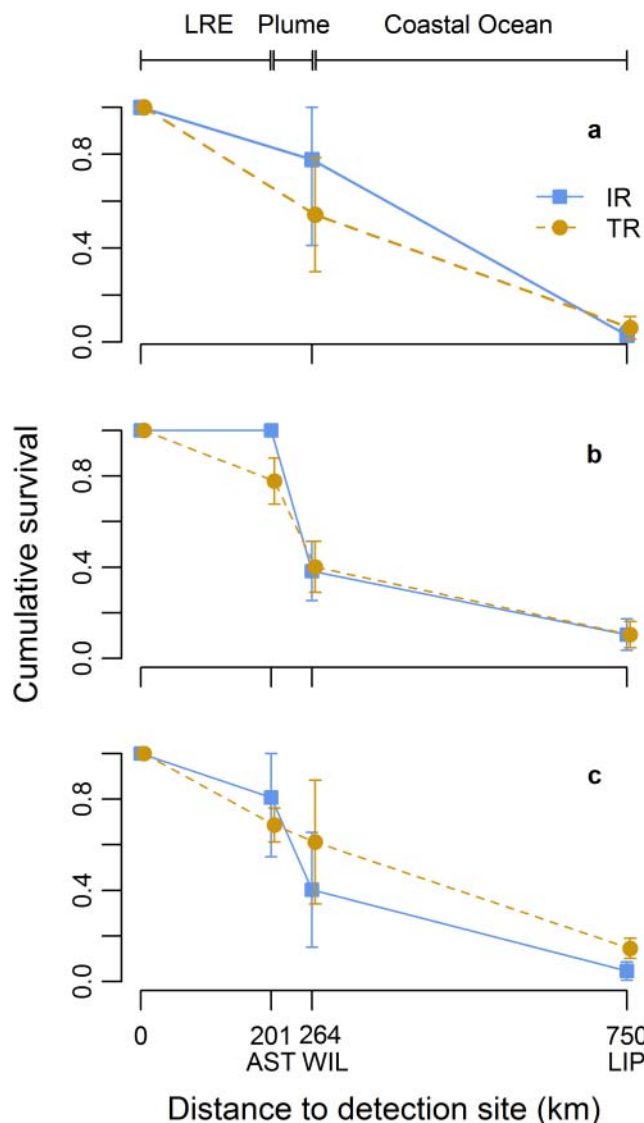 LRE Plume Coastal Ocean
a
IR
TR
0.0 0.4 0.8
b
0.0 0.4 0.8
c
0.0 0.4 0.8
Cumulative survival
0 201 264 750
AST WIL LIP
Distance to detection site (km)